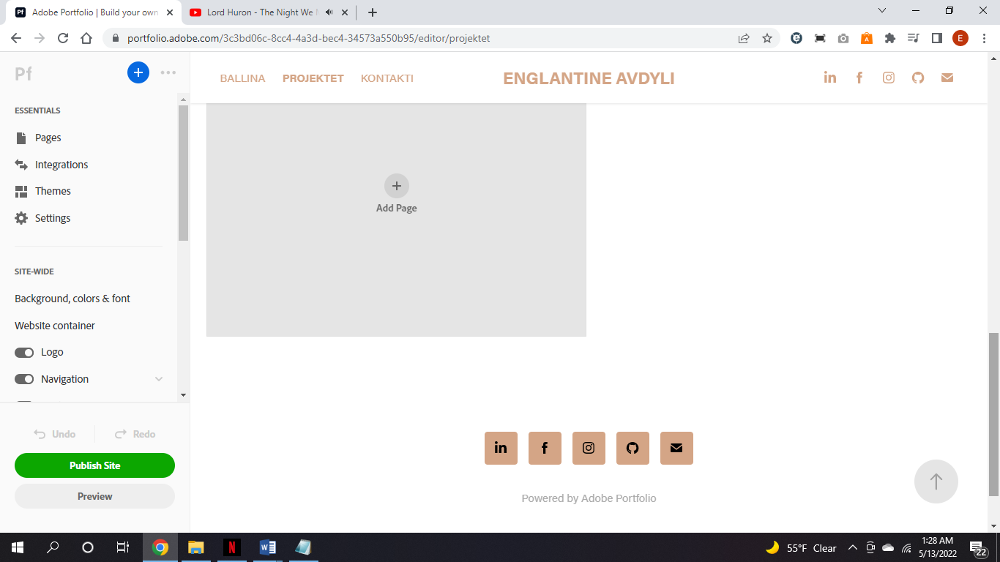 Adobe Portfolio | Build your own
Lord Huron - The Night We
portfolio.adobe.com/3c3bd06c-8cc4-4a3d-bec4-34573a550b95/editor/projektet
E
Pf
BALLINA PROJEKTET KONTAKTI
ENGLANTINE AVDYLI
ESSENTIALS
Pages
Integrations
Themes
Settings
Add Page
SITE-WIDE
Background, colors & font
Website container
Logo
Navigation
Undo Redo
Publish Site
Preview
Powered by Adobe Portfolio
55°F Clear
1:28 AM
5/13/2022
22